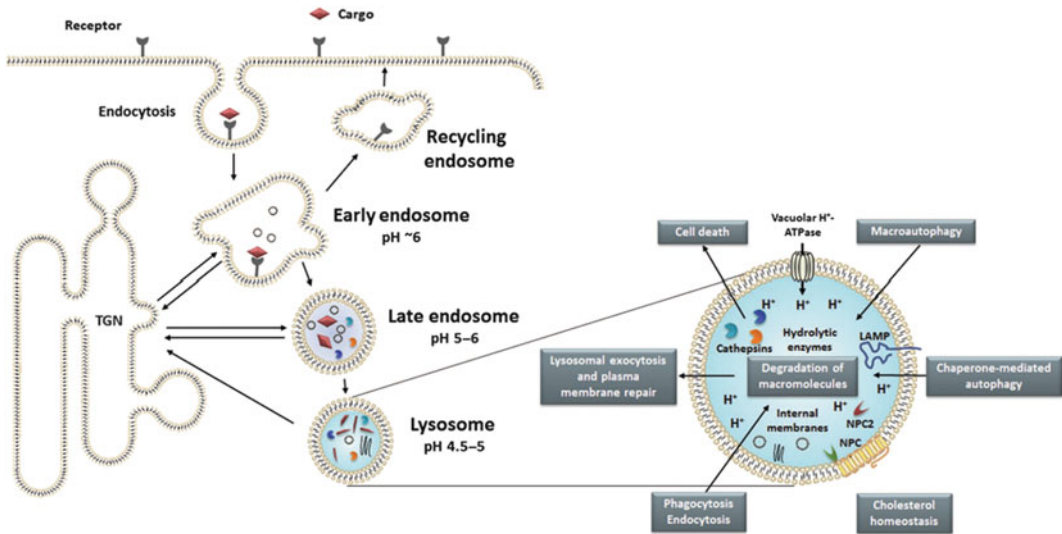 Receptor
Cargo
Endocytosis
Recycling
endosome
Early endosome
pH ~6
TGN
Late endosome
pH 5–6
Lysosome
pH 4.5–5
Vacuolar H⁺-
ATPase
Cell death
Macroautophagy
H⁺
H⁺
H⁺
Hydrolytic
enzymes
LAMP
Cathepsins
Lysosomal exocytosis
and plasma
membrane repair
Degradation of
macromolecules
Chaperone-mediated
autophagy
H⁺
H⁺
H⁺
H⁺
Internal
membranes
NPC2
NPC
Phagocytosis
Endocytosis
Cholesterol
homeostasis